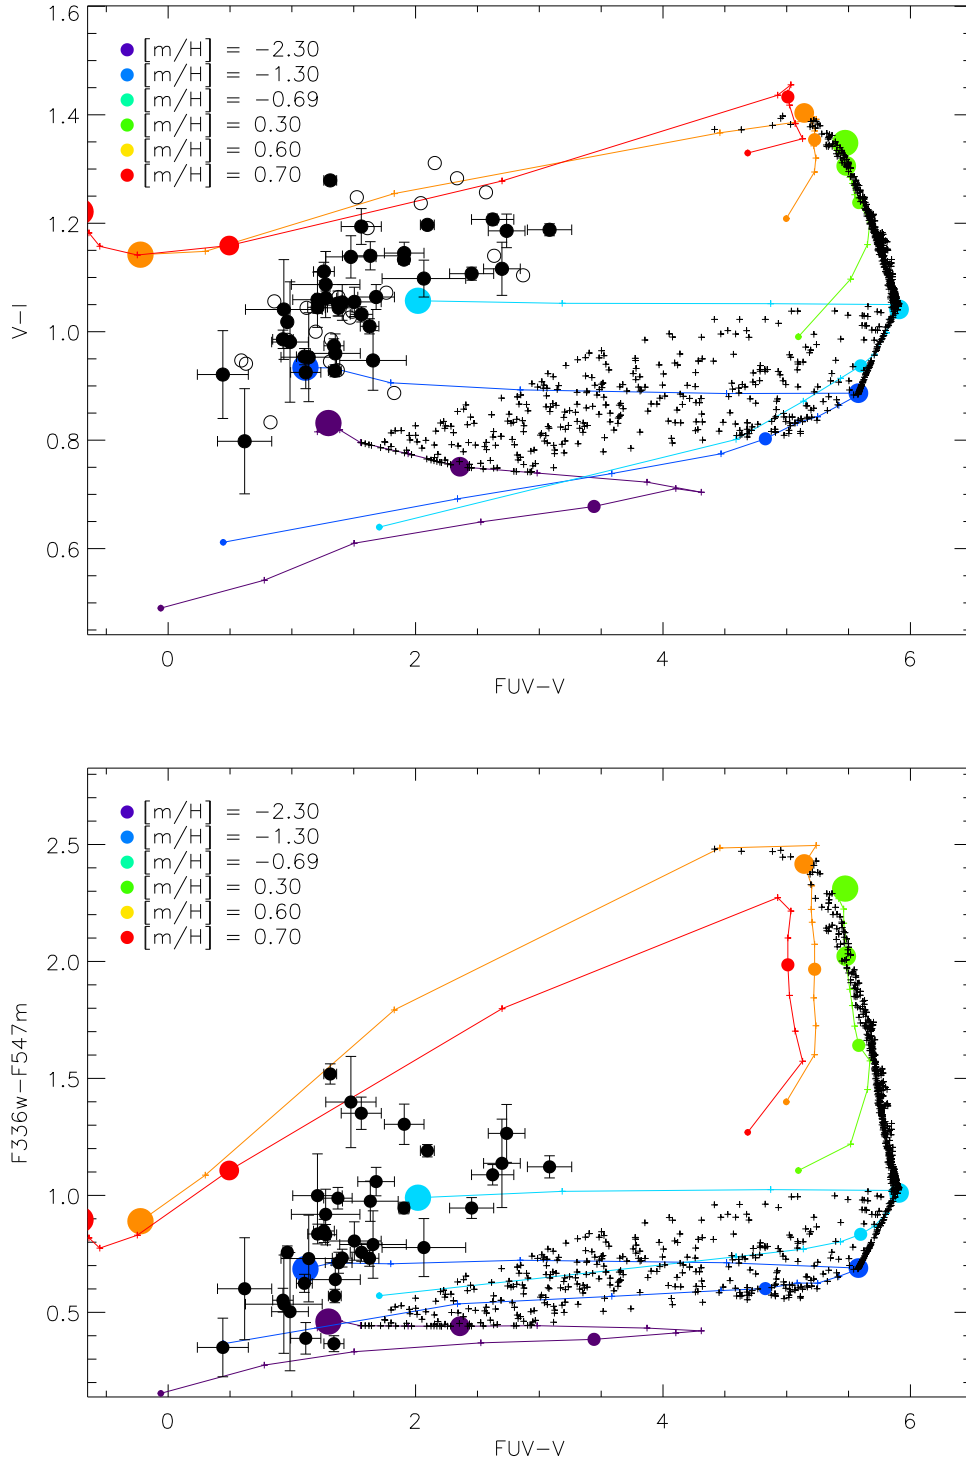 1.6
[m/H] = −2.30
[m/H] = −1.30
[m/H] = −0.69
[m/H] = 0.30
[m/H] = 0.60
[m/H] = 0.70
1.4
1.2
1.0
0.8
0.6
V−I
0 2 4 6
FUV−V
[m/H] = −2.30
[m/H] = −1.30
[m/H] = −0.69
[m/H] = 0.30
[m/H] = 0.60
[m/H] = 0.70
2.5
2.0
1.5
1.0
0.5
F336w−F547m
0 2 4 6
FUV−V